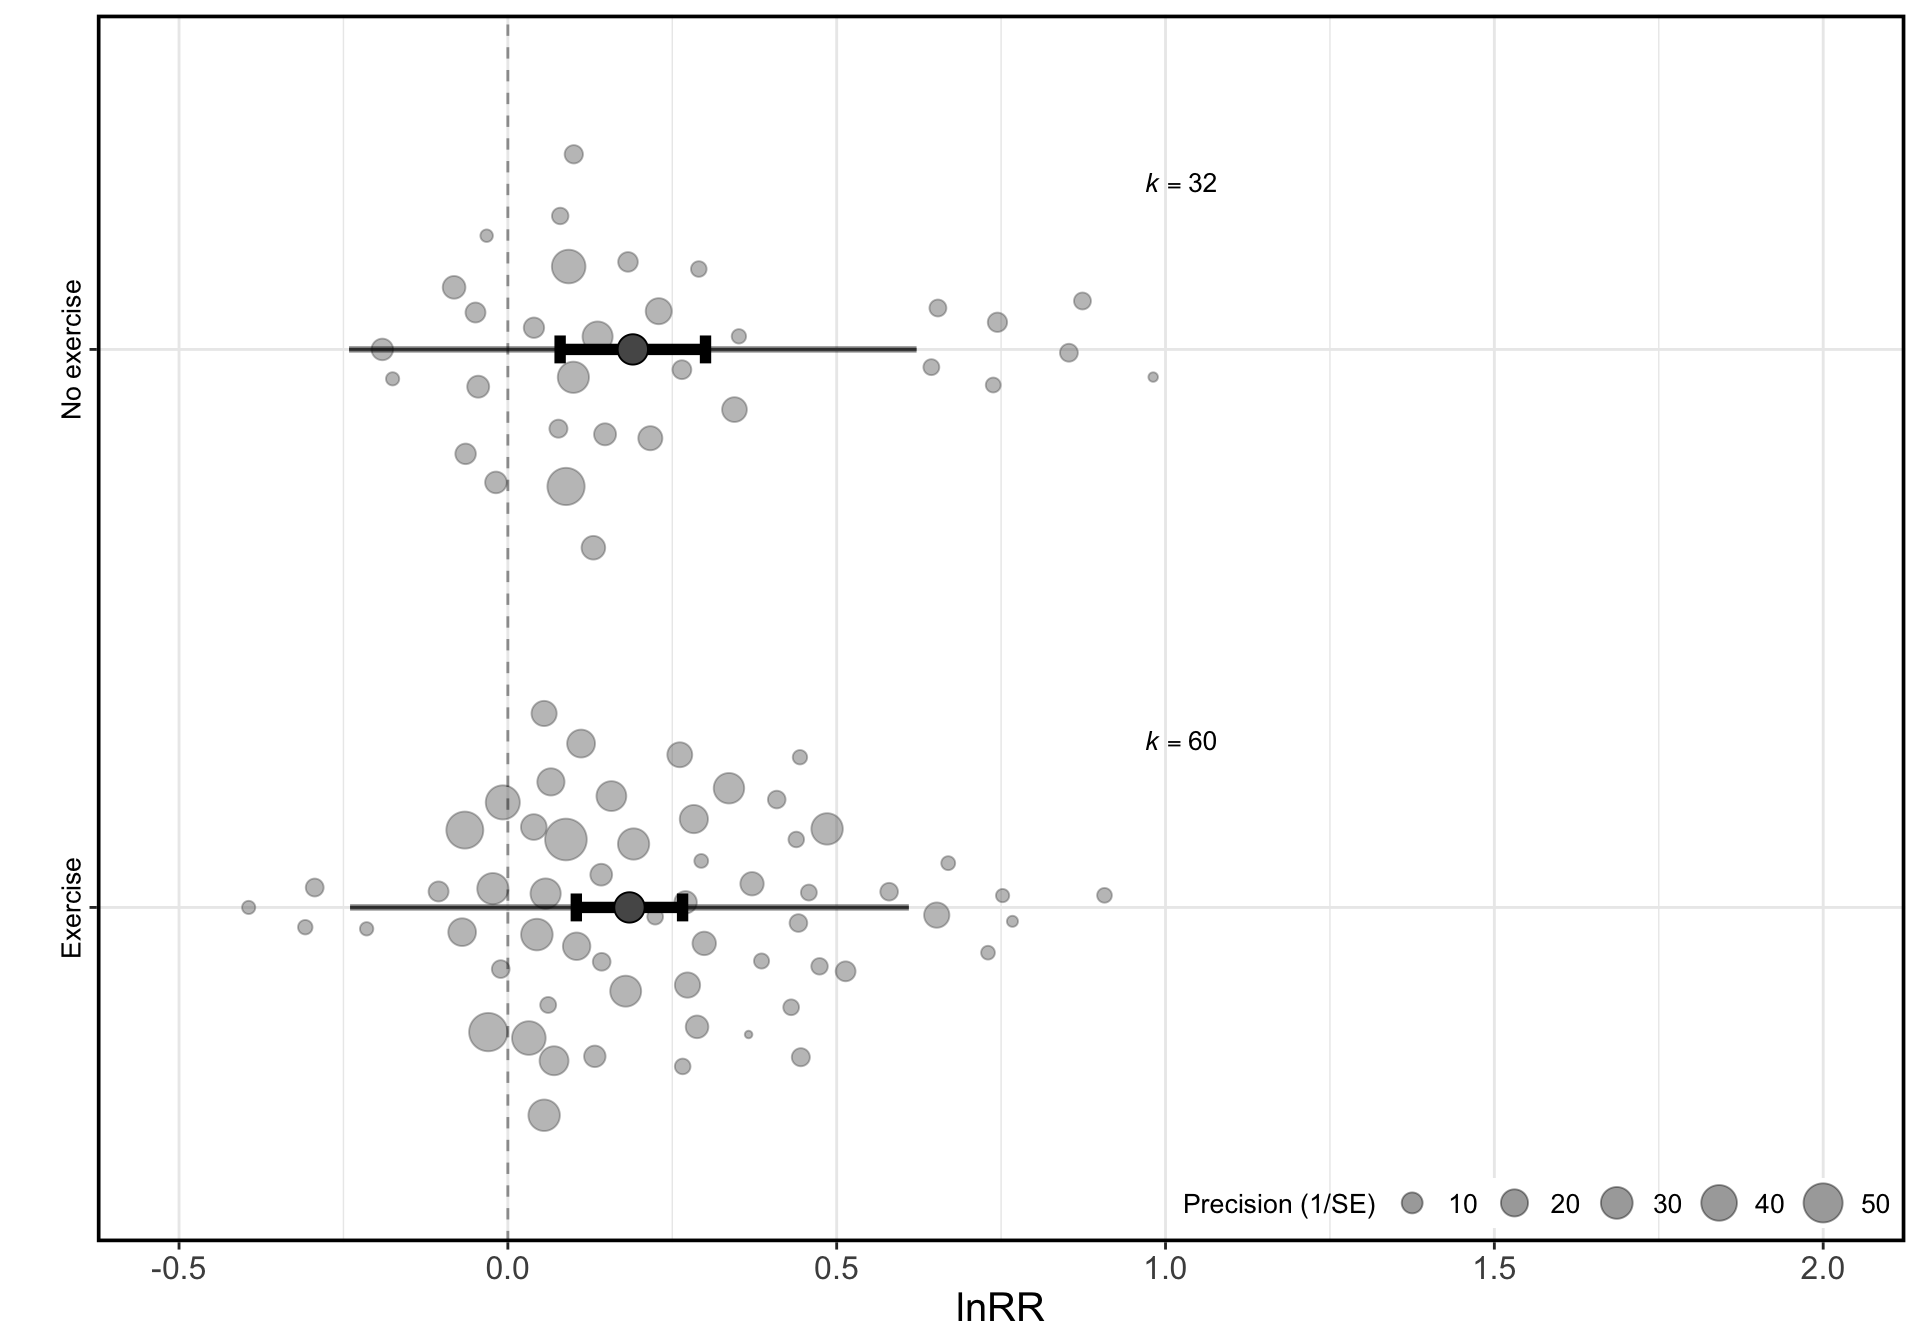 k = 32
No exercise
k = 60
Exercise
Precision (1/SE) 10 20 30 40 50
-0.5 0.0 0.5 1.0 1.5 2.0
lnRR